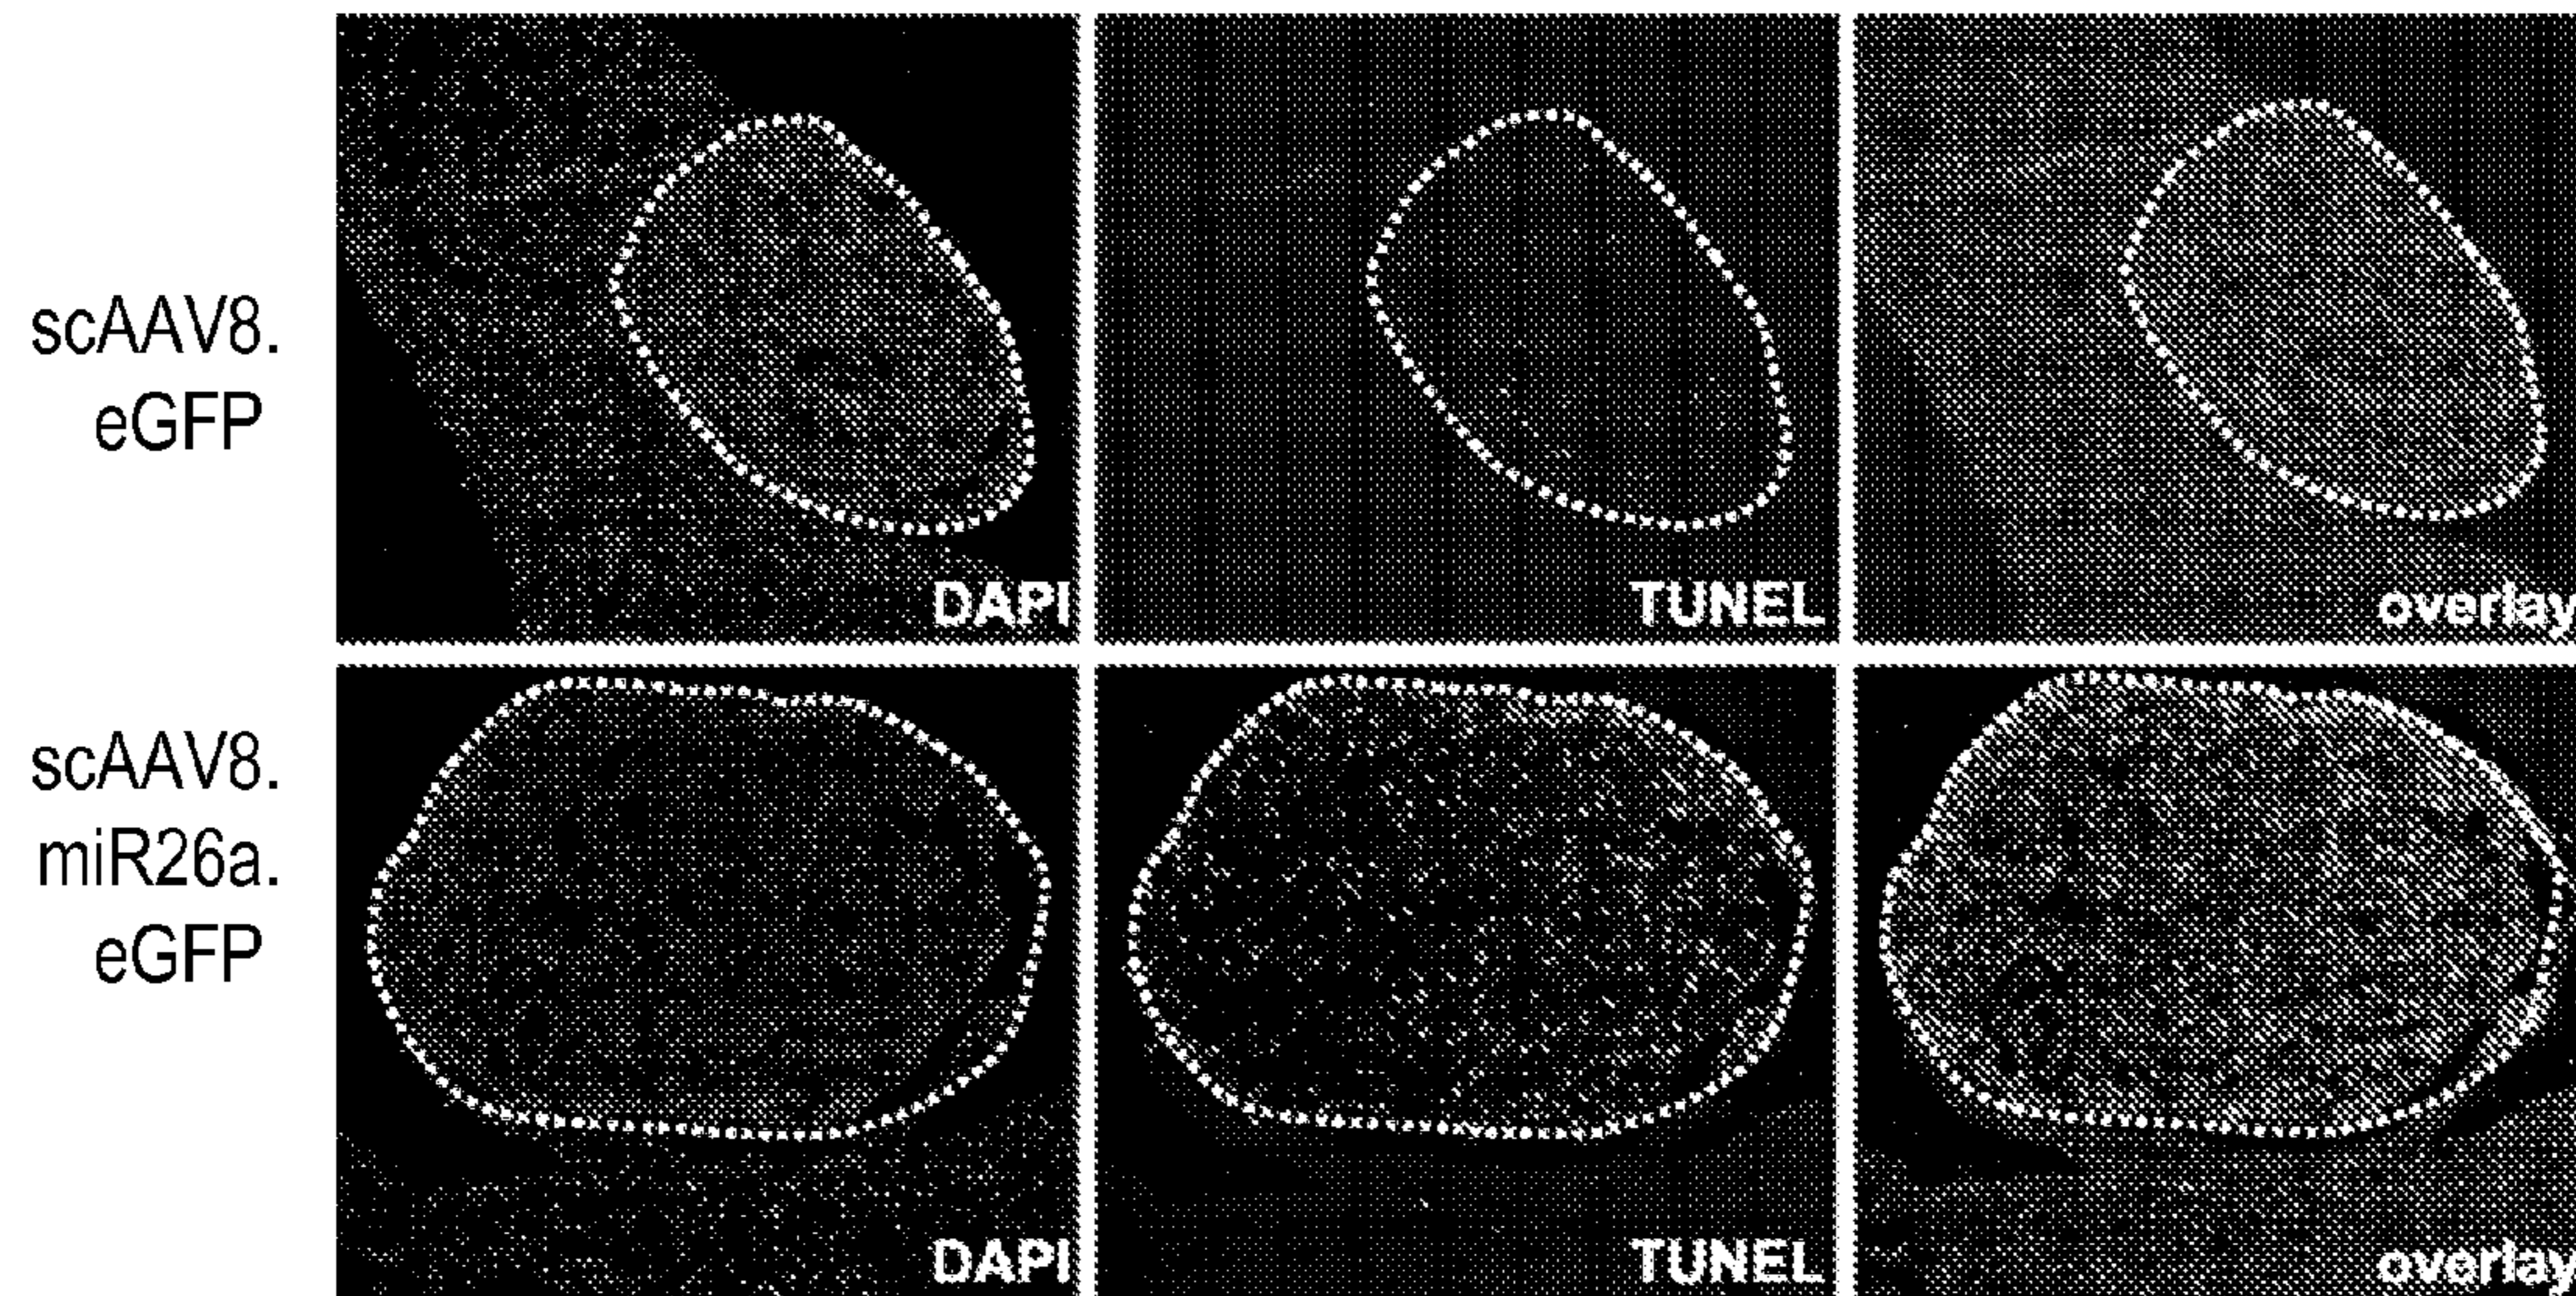 scAAV8.
eGFP
DAPI
TUNEL
overlay
scAAV8.
miR26a.
eGFP
DAPI
TUNEL
overlay